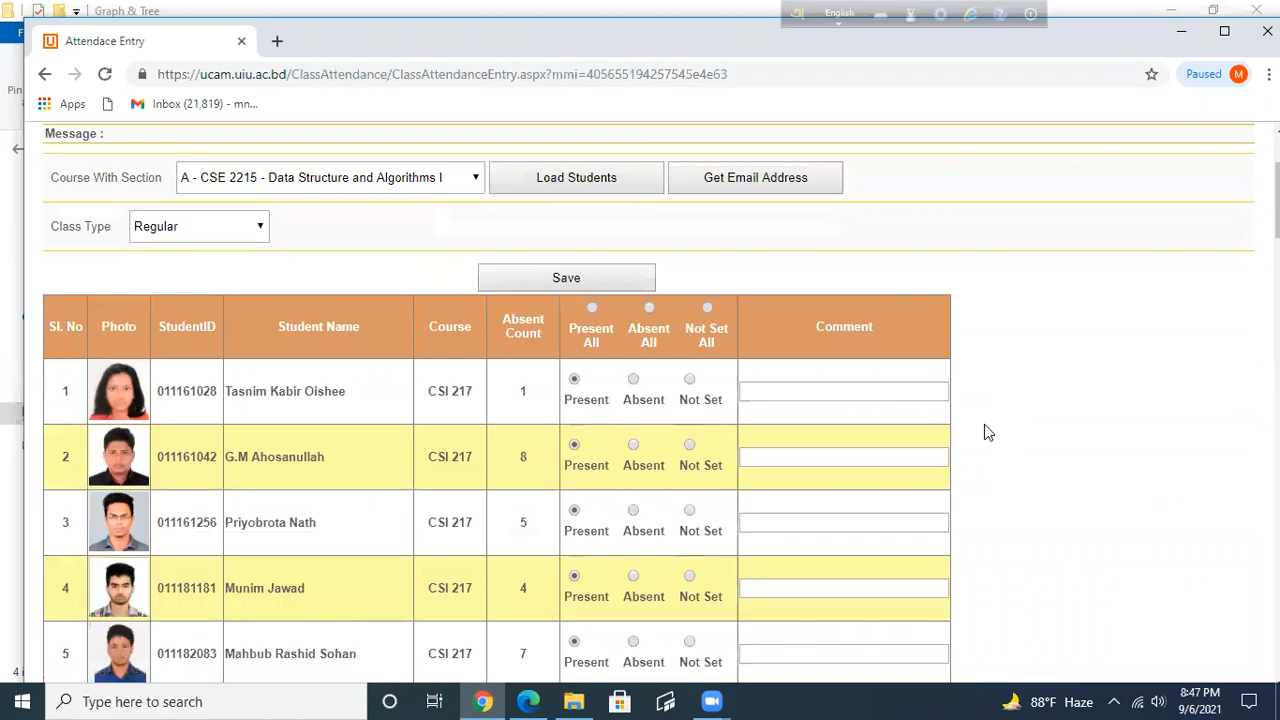 Graph & Tree
English
Attendace Entry
https://ucam.uiu.ac.bd/ClassAttendance/ClassAttendanceEntry.aspx?mmi=405655194257545e4e63
Paused M
Apps Inbox (21,819) - mn...
Pin
Message :
Course With Section A - CSE 2215 - Data Structure and Algorithms I Load Students Get Email Address
Class Type Regular
Save
Sl. No Photo StudentID Student Name Course Absent Count Present All Absent All Not Set All Comment
1 011161028 Tasnim Kabir Oishee CSI 217 1 Present Absent Not Set
2 011161042 G.M Ahosanullah CSI 217 8 Present Absent Not Set
3 011161256 Priyobrota Nath CSI 217 5 Present Absent Not Set
4 011181181 Munim Jawad CSI 217 4 Present Absent Not Set
5 011182083 Mahbub Rashid Sohan CSI 217 7 Present Absent Not Set
4 i
Type here to search
88°F Haze
8:47 PM
9/6/2021